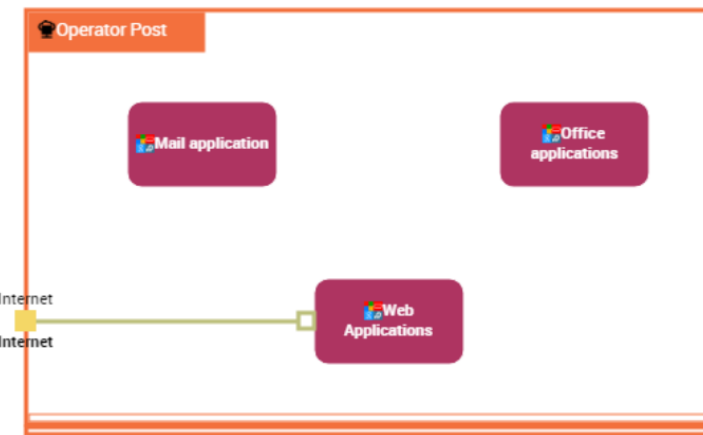 Operator Post
Mail application
Office
applications
Internet
Web
Applications
Internet